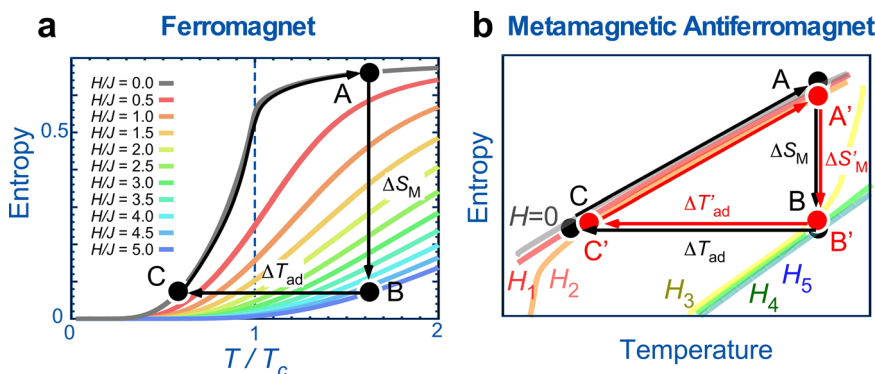 a
Ferromagnet
H/J = 0.0
H/J = 0.5
H/J = 1.0
H/J = 1.5
H/J = 2.0
H/J = 2.5
H/J = 3.0
H/J = 3.5
H/J = 4.0
H/J = 4.5
H/J = 5.0
A
ΔS_M
C
ΔT_ad
B
Entropy
0.5
0
0
1
2
T / T_c
b
Metamagnetic Antiferromagnet
A
A’
ΔS_M
ΔS’_M
C
H=0
ΔT’_ad
B
C’
ΔT_ad
B’
H_1
H_2
H_3
H_4
H_5
Entropy
Temperature